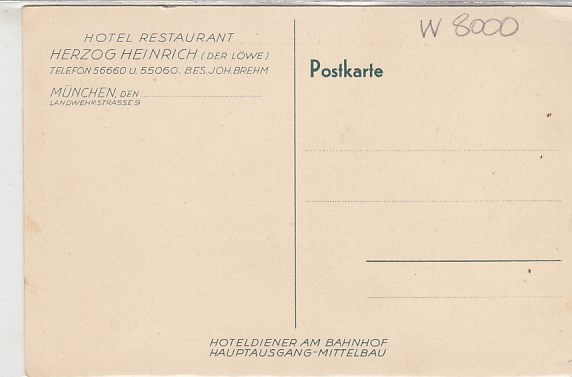 HOTEL RESTAURANT
HERZOG HEINRICH (DER LÖWE)
TELEFON 56660 U. 55060. BES. JOH. BREHM
MÜNCHEN, DEN
LANDWEHRSTRASSE 9
W 8000
Postkarte
HOTELDIENER AM BAHNHOF
HAUPTAUSGANG-MITTELBAU